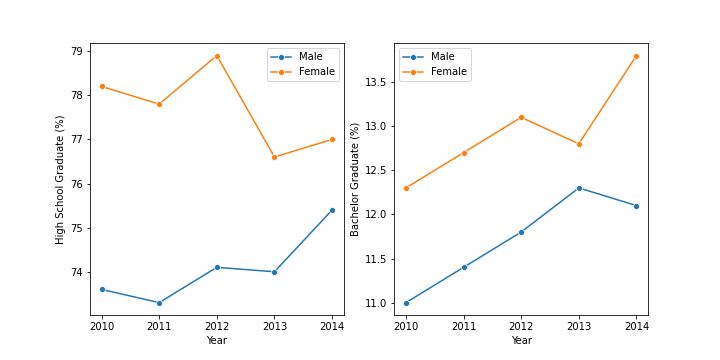 79
78
77
76
75
74
High School Graduate (%)
2010 2011 2012 2013 2014
Year
Male
Female
13.5
13.0
12.5
12.0
11.5
11.0
Bachelor Graduate (%)
2010 2011 2012 2013 2014
Year
Male
Female